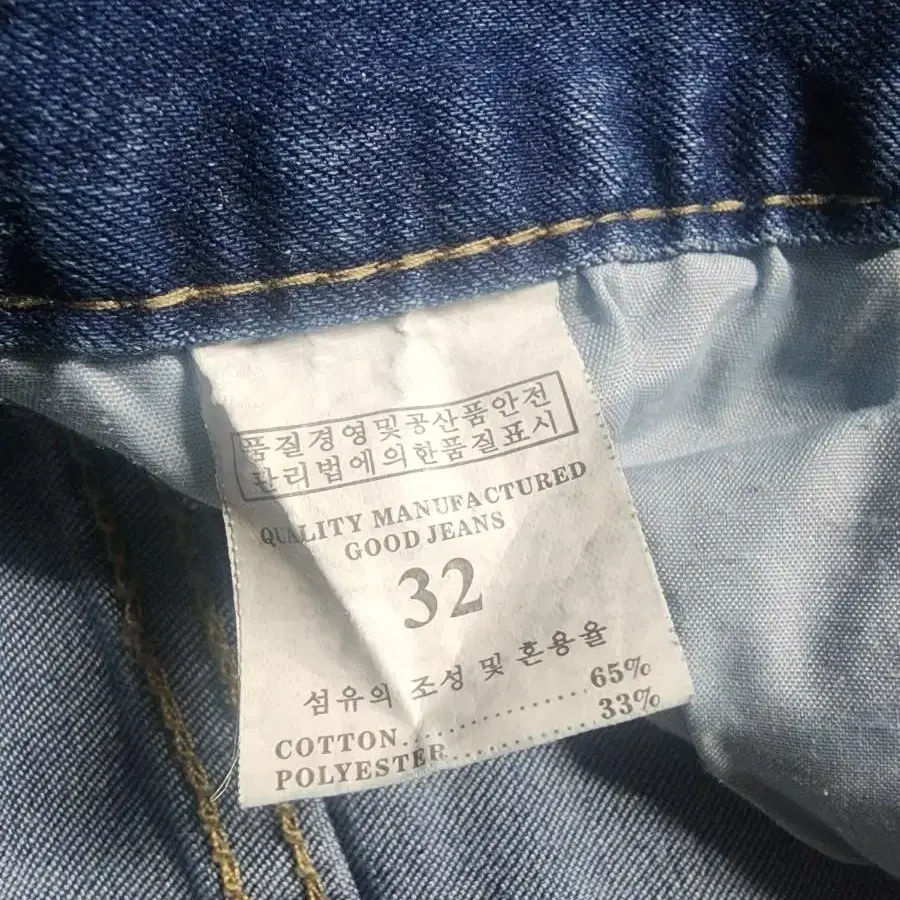 품질경영및공산품안전
관리법에의한품질표시
QUALITY MANUFACTURED
GOOD JEANS
32
섬유의 조성 및 혼용율
COTTON..................65%
POLYESTER..................33%